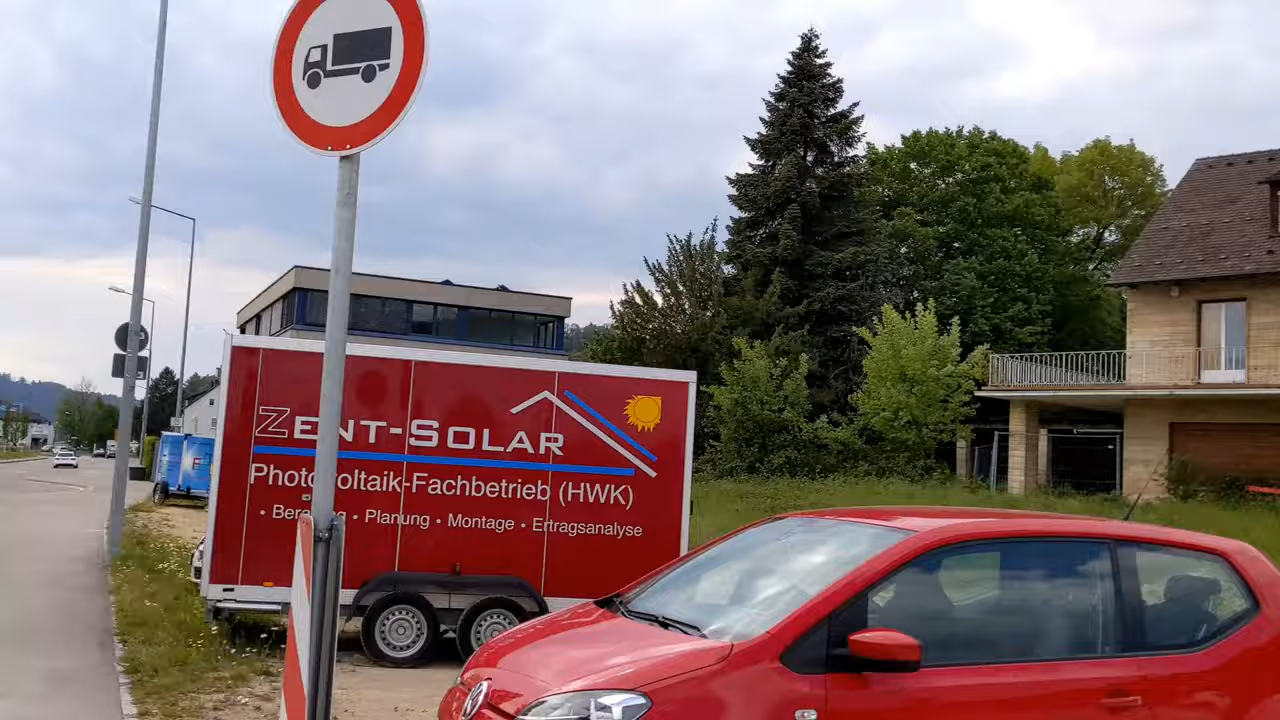 ZENT-SOLAR
Photovoltaik-Fachbetrieb (HWK)
• Beratung • Planung • Montage • Ertragsanalyse